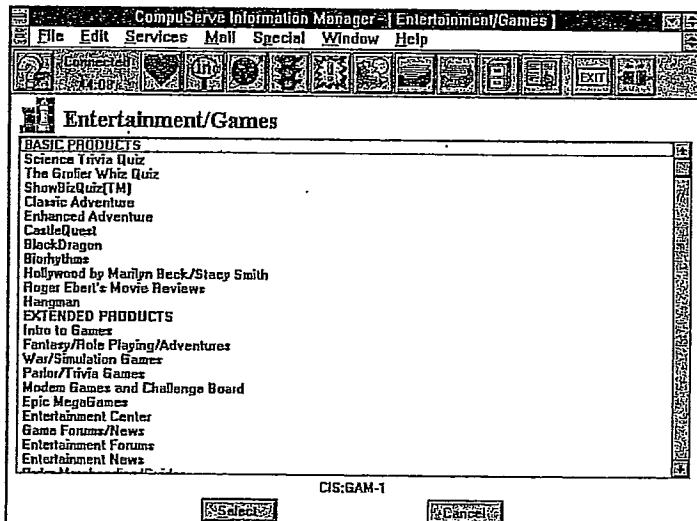 CompuServe Information Manager - [ Entertainment/Games ]
File Edit Services Mail Special Window Help
Connected
44:08
EXIT
Entertainment/Games
BASIC PRODUCTS
Science Trivia Quiz
The Grolier Whiz Quiz
ShowBizQuiz(TM)
Classic Adventure
Enhanced Adventure
CastleQuest
BlackDragon
Biorhythms
Hollywood by Marilyn Beck/Stacy Smith
Roger Ebert's Movie Reviews
Hangman
EXTENDED PRODUCTS
Intro to Games
Fantasy/Role Playing/Adventures
War/Simulation Games
Parlor/Trivia Games
Modem Games and Challenge Board
Epic MegaGames
Entertainment Center
Game Forums/News
Entertainment Forums
Entertainment News
CIS:GAM-1
Select
Cancel